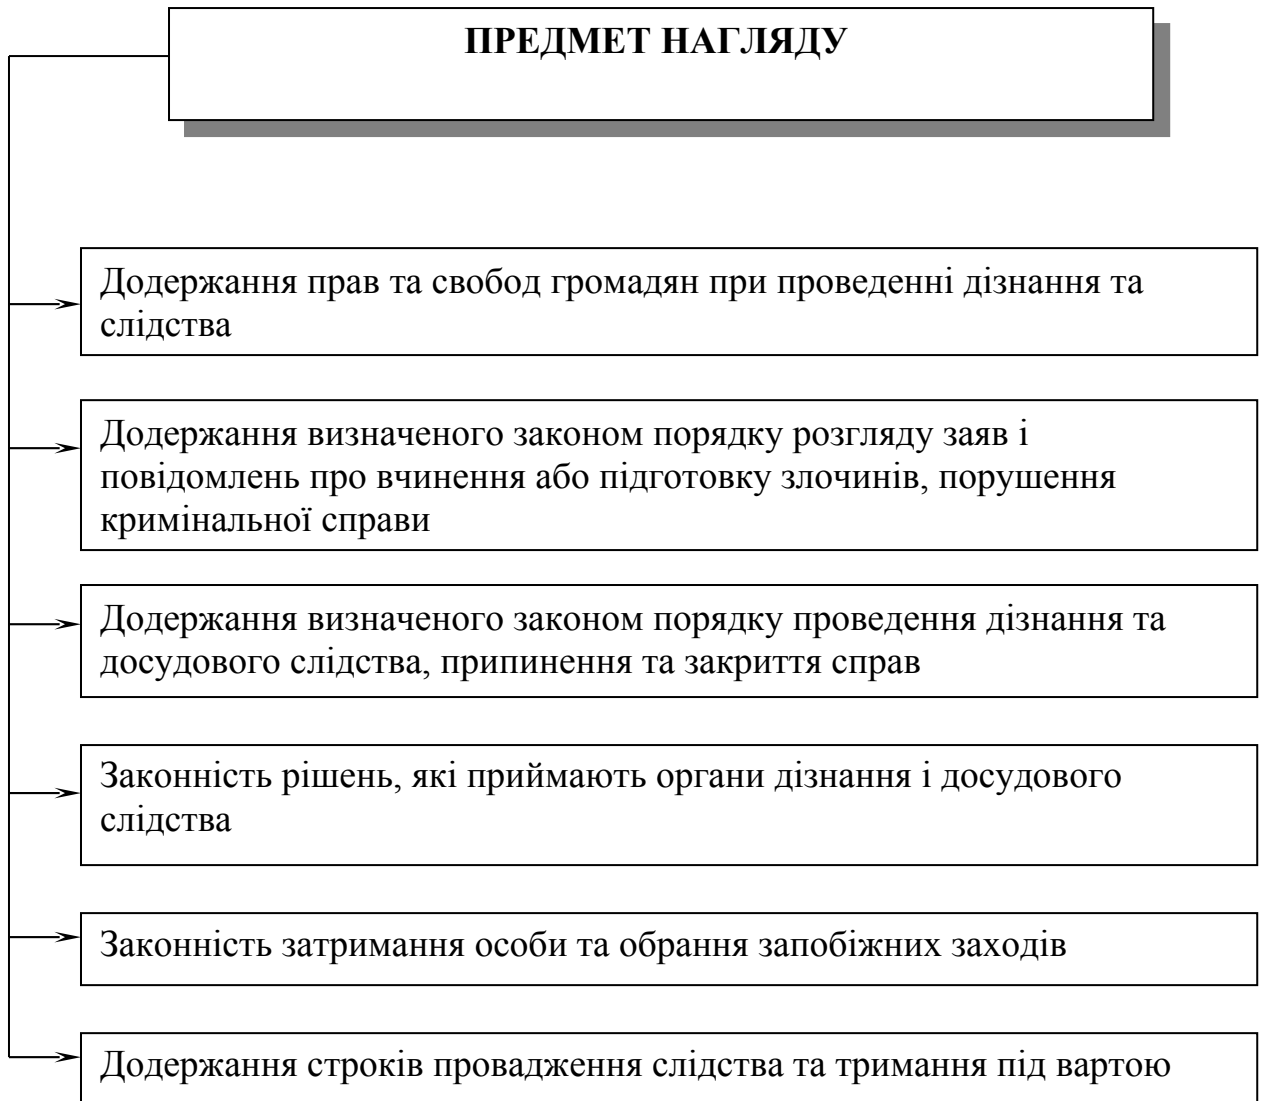 ПРЕДМЕТ НАГЛЯДУ
Додержання прав та свобод громадян при проведенні дізнання та
слідства
Додержання визначеного законом порядку розгляду заяв і
повідомлень про вчинення або підготовку злочинів, порушення
кримінальної справи
Додержання визначеного законом порядку проведення дізнання та
досудового слідства, припинення та закриття справ
Законність рішень, які приймають органи дізнання і досудового
слідства
Законність затримання особи та обрання запобіжних заходів
Додержання строків провадження слідства та тримання під вартою